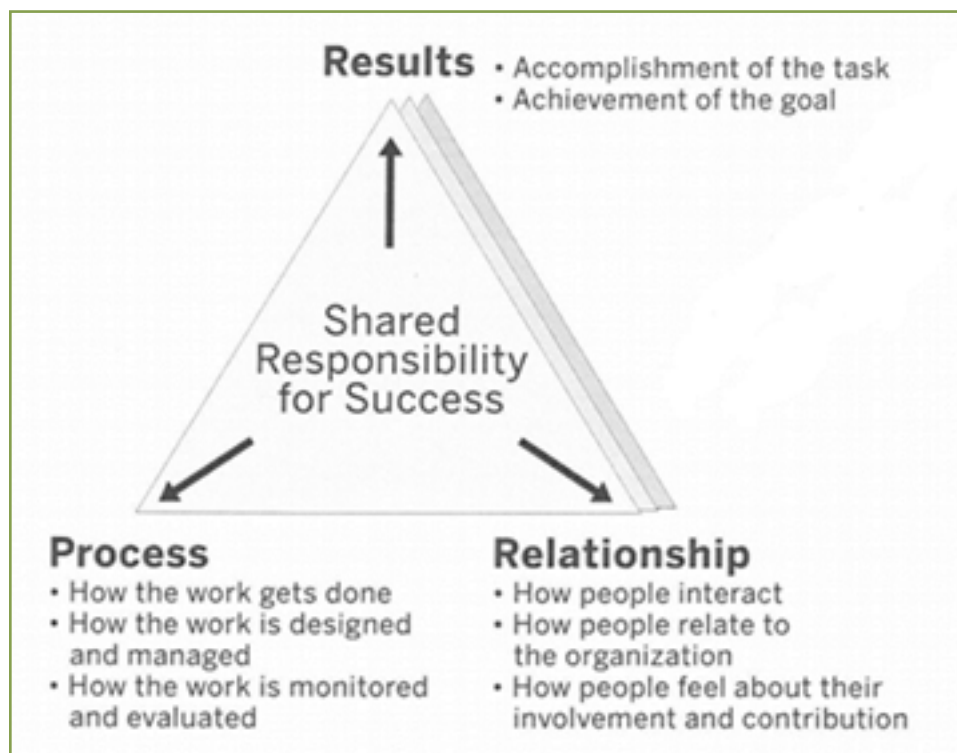 Results
• Accomplishment of the task
• Achievement of the goal
Shared
Responsibility
for Success
Process
• How the work gets done
• How the work is designed
and managed
• How the work is monitored
and evaluated
Relationship
• How people interact
• How people relate to
the organization
• How people feel about their
involvement and contribution